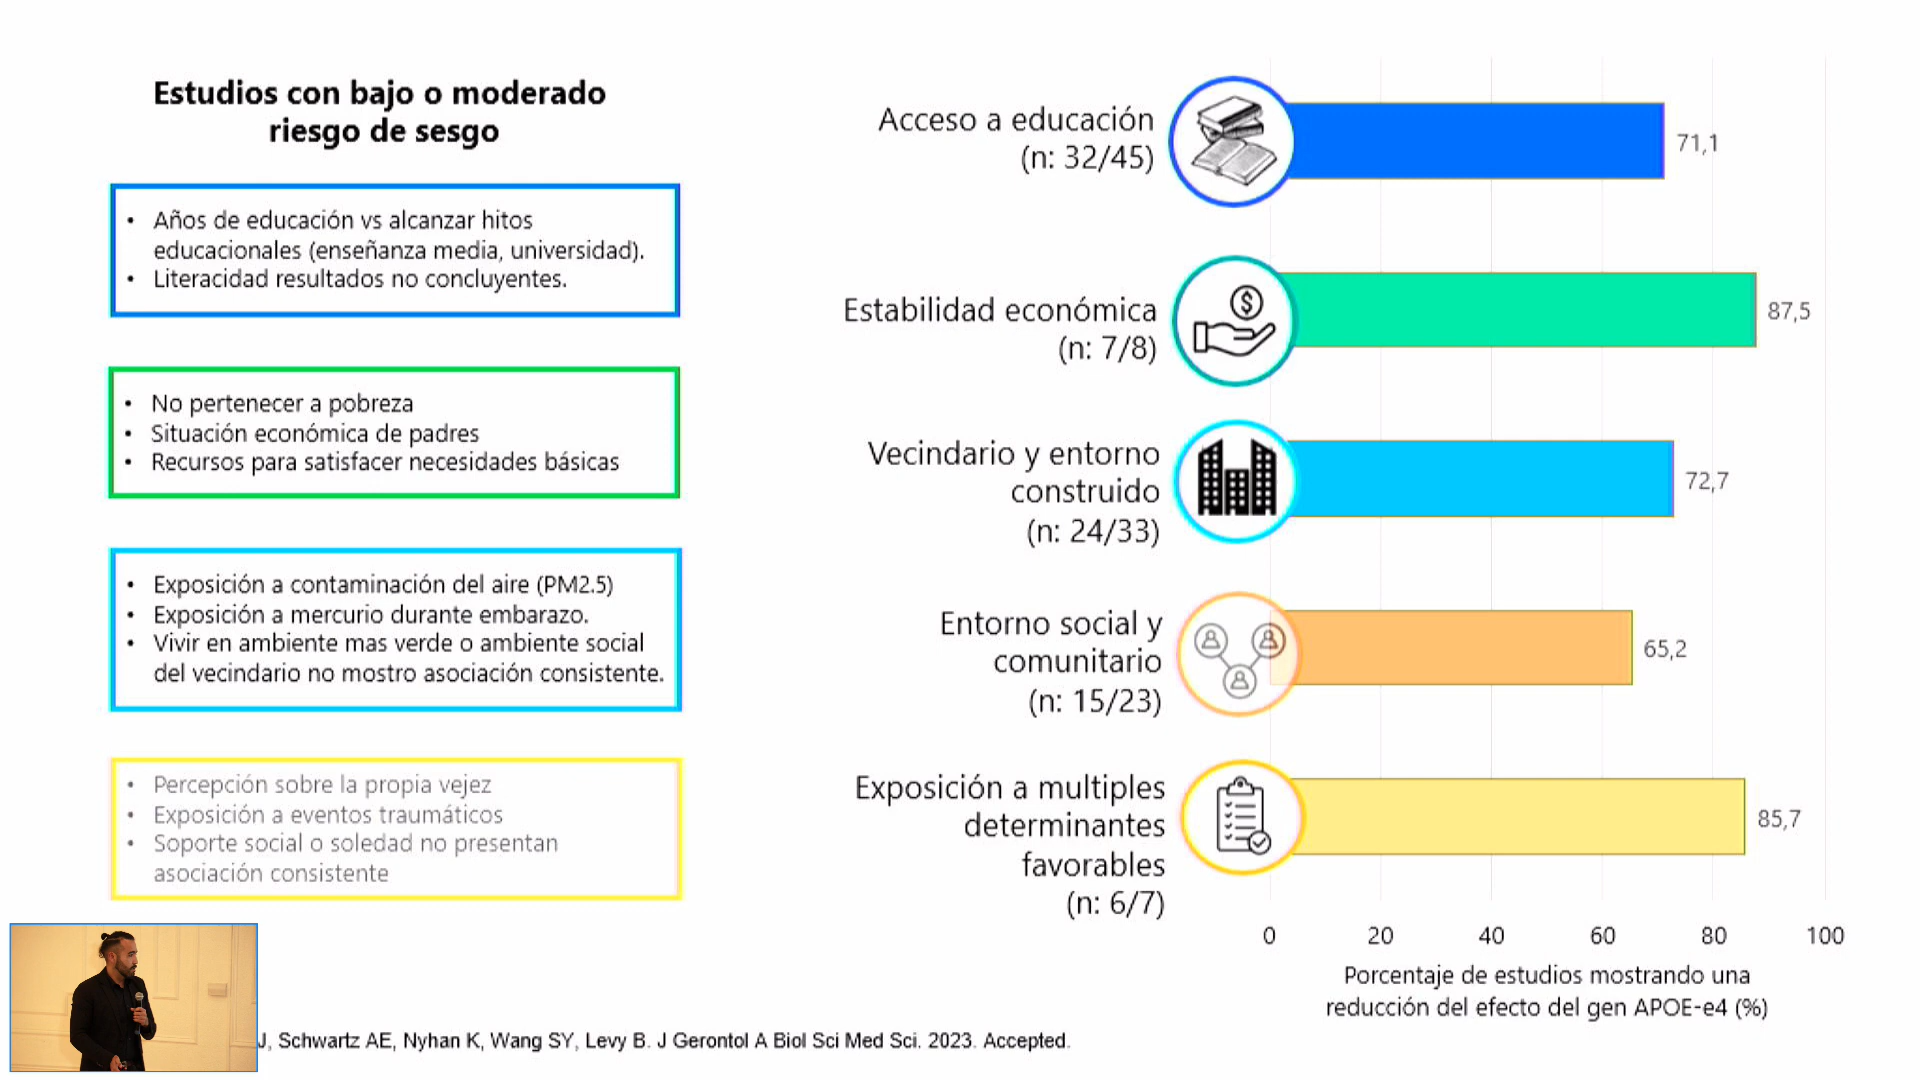 Estudios con bajo o moderado
riesgo de sesgo
• Años de educación vs alcanzar hitos
educacionales (enseñanza media, universidad).
• Literacidad resultados no concluyentes.
• No pertenecer a pobreza
• Situación económica de padres
• Recursos para satisfacer necesidades básicas
• Exposición a contaminación del aire (PM2.5)
• Exposición a mercurio durante embarazo.
• Vivir en ambiente mas verde o ambiente social
del vecindario no mostro asociación consistente.
• Percepción sobre la propia vejez
• Exposición a eventos traumáticos
• Soporte social o soledad no presentan
asociación consistente
Acceso a educación
(n: 32/45)
71,1
Estabilidad económica
(n: 7/8)
$
87,5
Vecindario y entorno
construido
(n: 24/33)
72,7
Entorno social y
comunitario
(n: 15/23)
65,2
Exposición a multiples
determinantes
favorables
(n: 6/7)
85,7
0 20 40 60 80 100
Porcentaje de estudios mostrando una
reducción del efecto del gen APOE-e4 (%)
J, Schwartz AE, Nyhan K, Wang SY, Levy B. J Gerontol A Biol Sci Med Sci. 2023. Accepted.